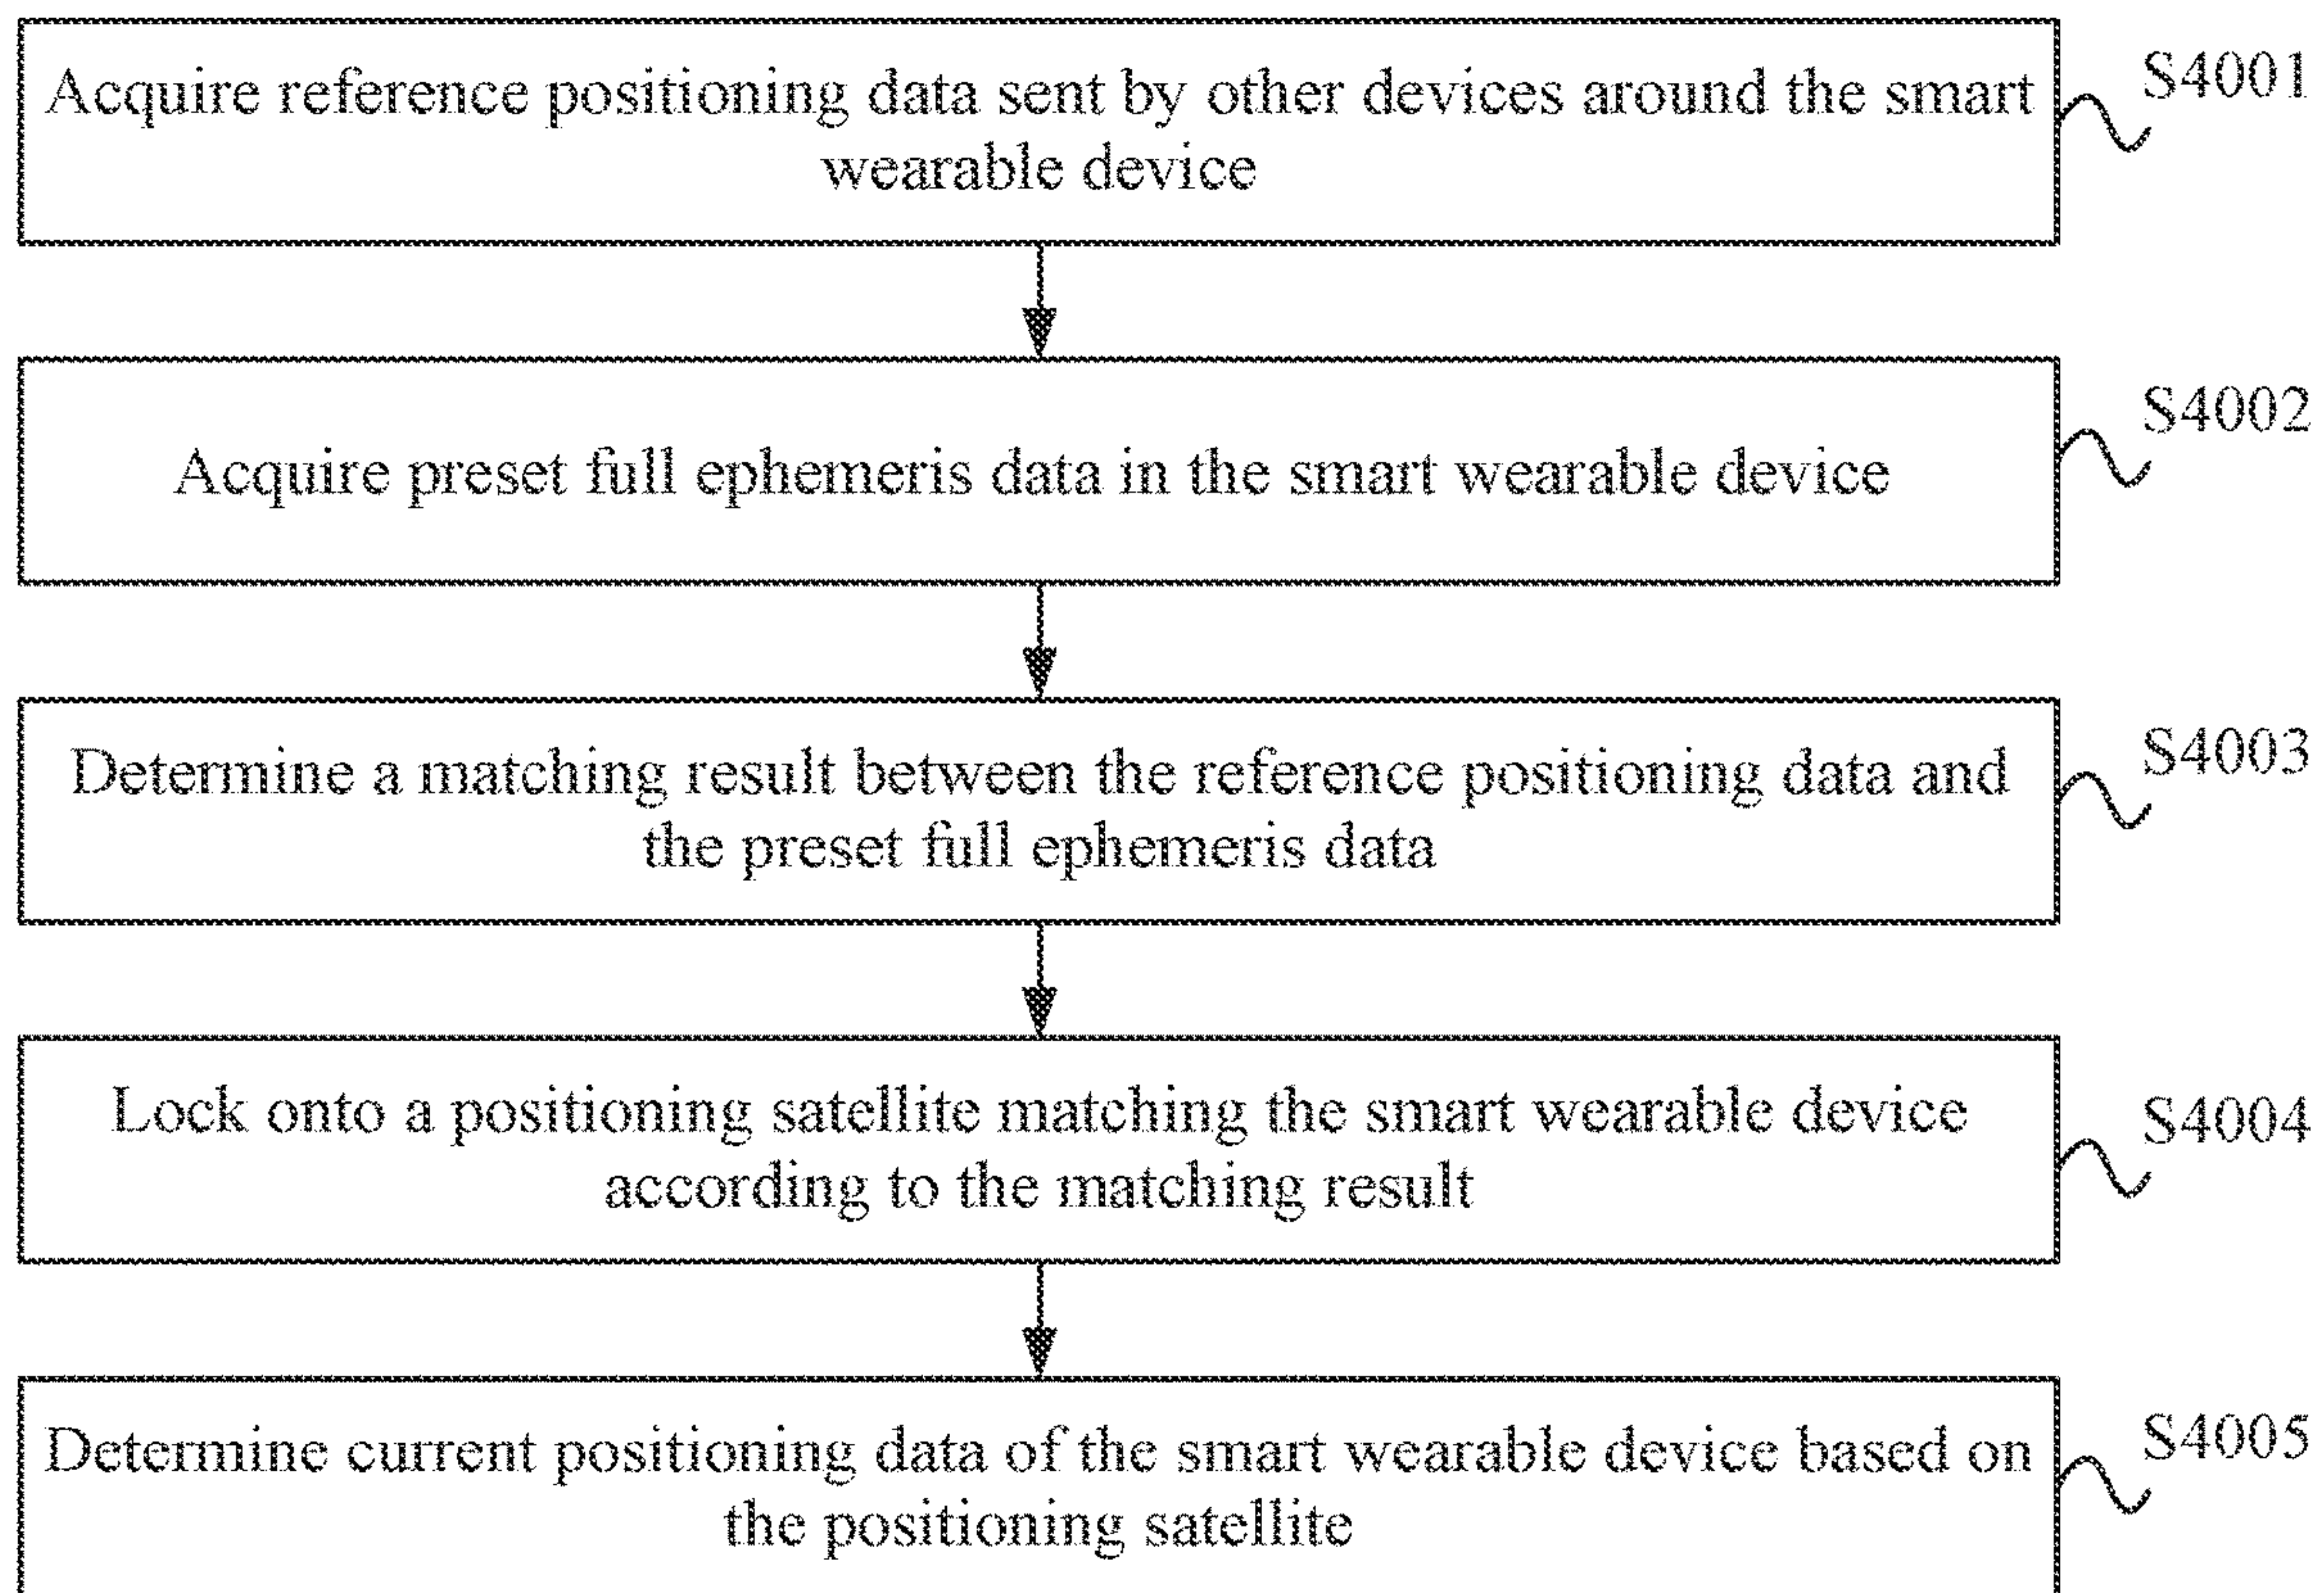 Acquire reference positioning data sent by other devices around the smart
wearable device
S4001
Acquire preset full ephemeris data in the smart wearable device
S4002
Determine a matching result between the reference positioning data and
the preset full ephemeris data
S4003
Lock onto a positioning satellite matching the smart wearable device
according to the matching result
S4004
Determine current positioning data of the smart wearable device based on
the positioning satellite
S4005